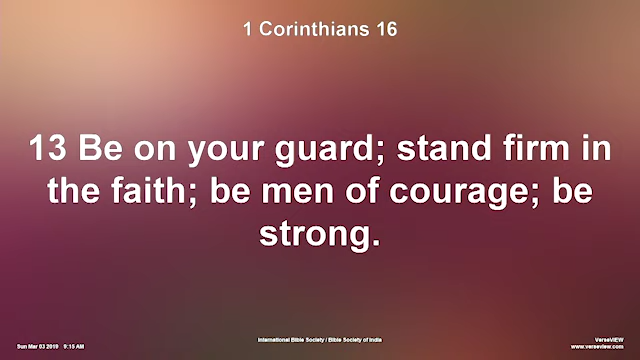 1 Corinthians 16
13 Be on your guard; stand firm in
the faith; be men of courage; be
strong.
Sun Mar 03 2019 9:15 AM
International Bible Society / Bible Society of India
VerseVIEW
www.verseview.com